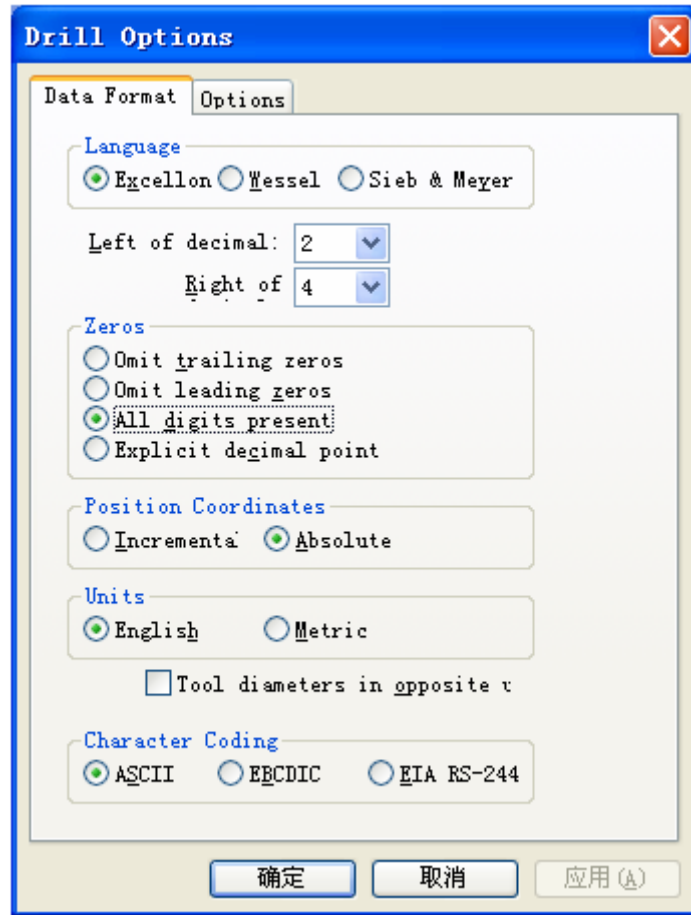 Drill Options
Data Format Options
Language
Excellon Wessel Sieb & Meyer
Left of decimal: 2
Right of 4
Zeros
Omit trailing zeros
Omit leading zeros
All digits present
Explicit decimal point
Position Coordinates
Incrementa Absolute
Units
English Metric
Tool diameters in opposite
Character Coding
ASCII EBCDIC EIA RS-244
确定 取消 应用(A)